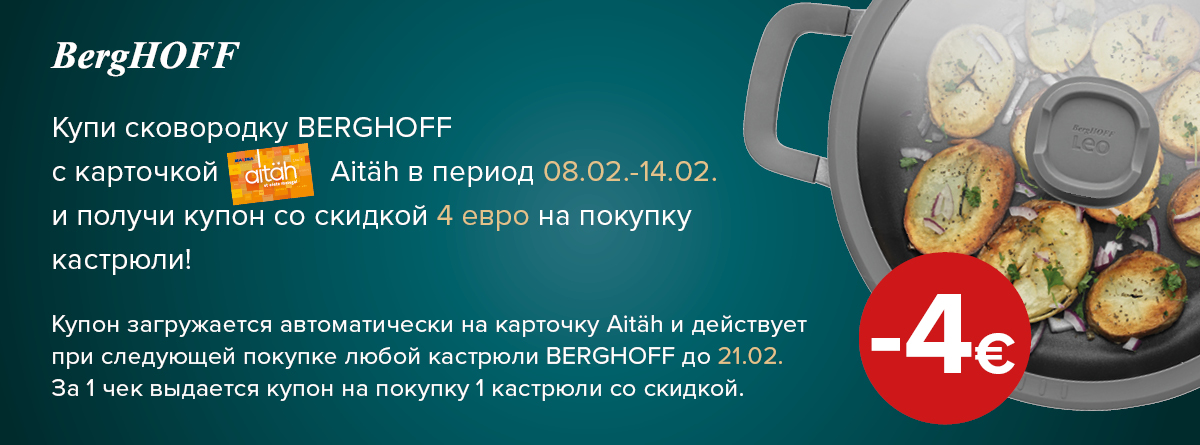 BergHOFF
Купи сковородку BERGHOFF
с карточкой MAXIMA aitäh Aitäh в период 08.02.-14.02.
и получи купон со скидкой 4 евро на покупку
кастрюли!
Купон загружается автоматически на карточку Aitäh и действует
при следующей покупке любой кастрюли BERGHOFF до 21.02.
За 1 чек выдается купон на покупку 1 кастрюли со скидкой.
BergHOFF
LEO
-4€